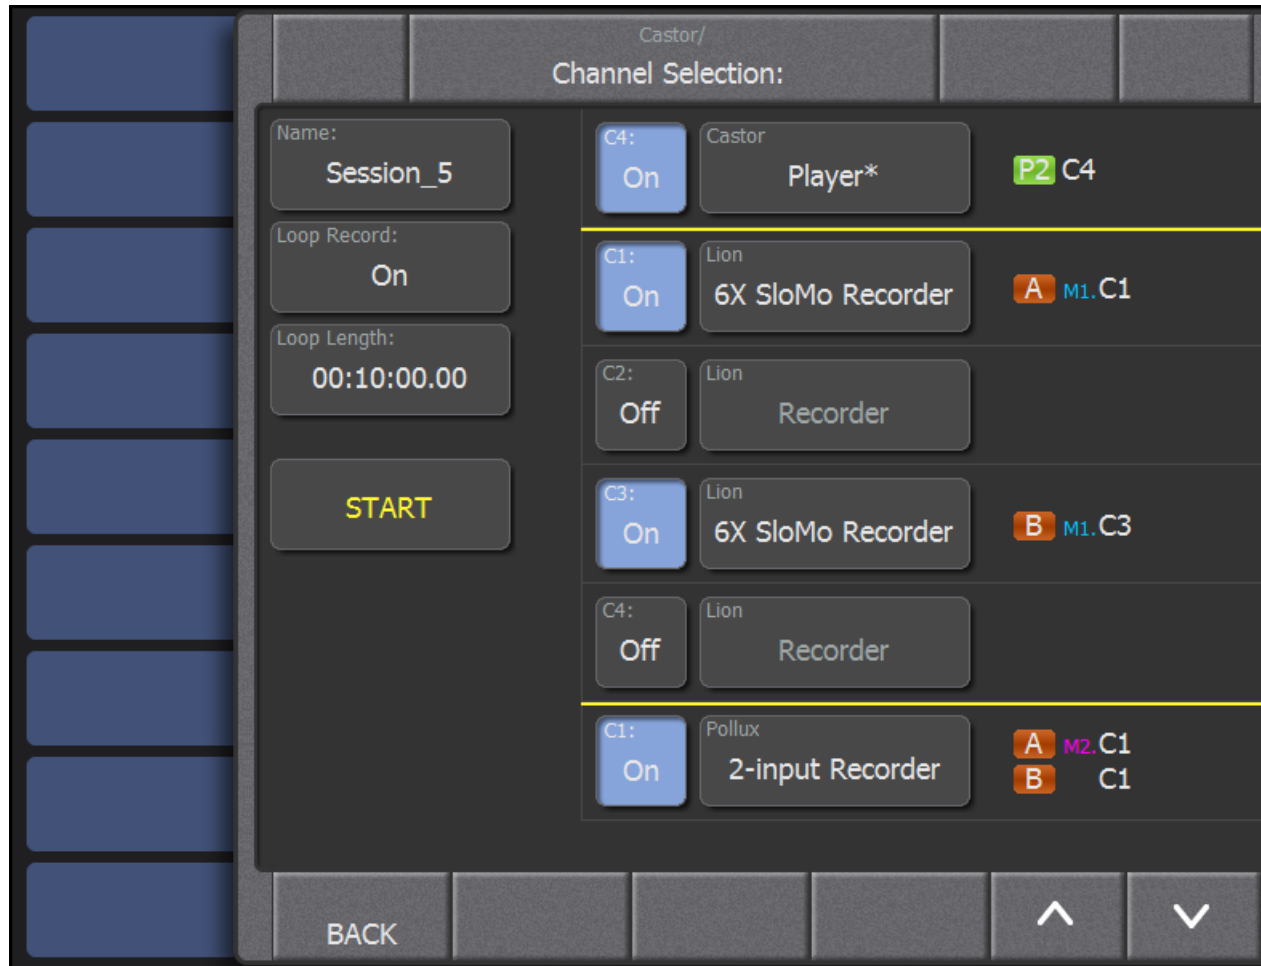 Castor/
Channel Selection:
Name:
Session_5
Loop Record:
On
Loop Length:
00:10:00.00
START
C4:
On
Castor
Player*
P2 C4
C1:
On
Lion
6X SloMo Recorder
A M1.C1
C2:
Off
Lion
Recorder
C3:
On
Lion
6X SloMo Recorder
B M1.C3
C4:
Off
Lion
Recorder
C1:
On
Pollux
2-input Recorder
A M2.C1
B C1
BACK